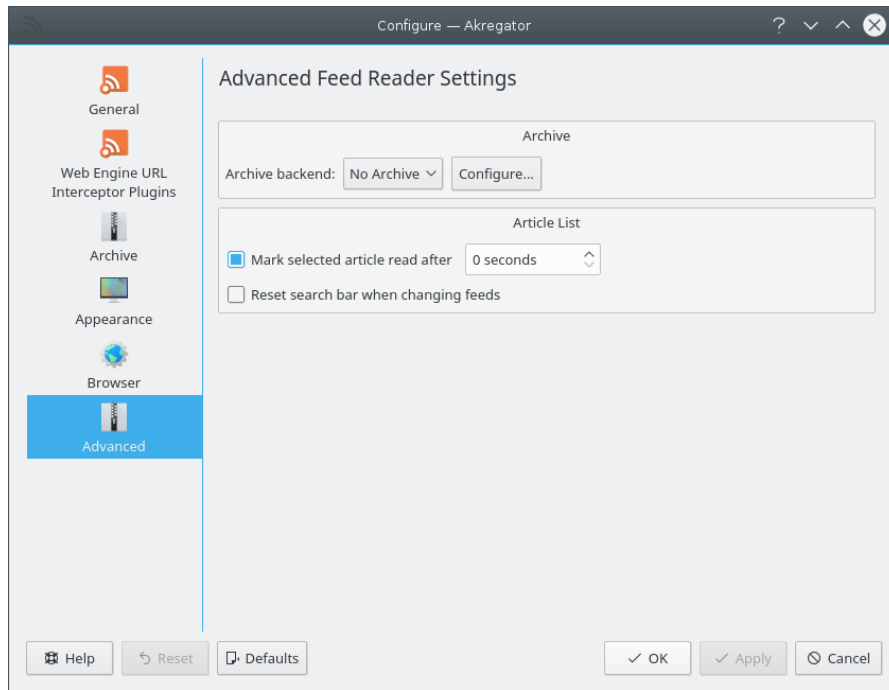 Configure — Akregator
General
Web Engine URL
Interceptor Plugins
Archive
Appearance
Browser
Advanced
Advanced Feed Reader Settings
Archive
Archive backend: No Archive Configure...
Article List
Mark selected article read after 0 seconds
Reset search bar when changing feeds
Help Reset Defaults OK Apply Cancel